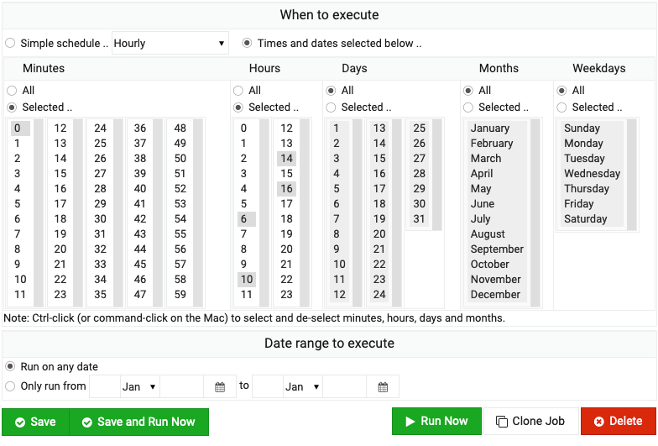 When to execute
Simple schedule .. Hourly Times and dates selected below ..
Minutes Hours Days Months Weekdays
All All All All All
Selected .. Selected .. Selected .. Selected .. Selected ..
0 12 24 36 48 0 12 1 13 25 January Sunday
1 13 25 37 49 1 13 2 14 26 February Monday
2 14 26 38 50 2 14 3 15 27 March Tuesday
3 15 27 39 51 3 15 4 16 28 April Wednesday
4 16 28 40 52 4 16 5 17 29 May Thursday
5 17 29 41 53 5 17 6 18 30 June Friday
6 18 30 42 54 6 18 7 19 31 July Saturday
7 19 31 43 55 7 19 8 20 August
8 20 32 44 56 8 20 9 21 September
9 21 33 45 57 9 21 10 22 October
10 22 34 46 58 10 22 11 23 November
11 23 35 47 59 11 23 12 24 December
Note: Ctrl-click (or command-click on the Mac) to select and de-select minutes, hours, days and months.
Date range to execute
Run on any date
Only run from Jan to Jan
Save Save and Run Now Run Now Clone Job Delete